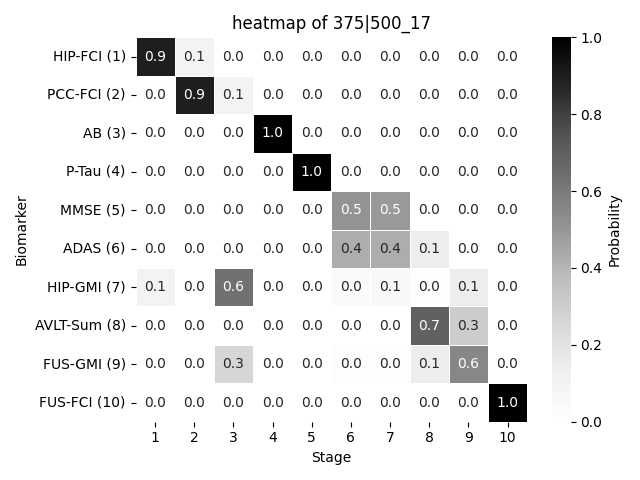 heatmap of 375|500_17
HIP-FCI (1) 0.9 0.1 0.0 0.0 0.0 0.0 0.0 0.0 0.0 0.0
PCC-FCI (2) 0.0 0.9 0.1 0.0 0.0 0.0 0.0 0.0 0.0 0.0
AB (3) 0.0 0.0 0.0 1.0 0.0 0.0 0.0 0.0 0.0 0.0
P-Tau (4) 0.0 0.0 0.0 0.0 1.0 0.0 0.0 0.0 0.0 0.0
MMSE (5) 0.0 0.0 0.0 0.0 0.0 0.5 0.5 0.0 0.0 0.0
ADAS (6) 0.0 0.0 0.0 0.0 0.0 0.4 0.4 0.1 0.0 0.0
HIP-GMI (7) 0.1 0.0 0.6 0.0 0.0 0.0 0.1 0.0 0.1 0.0
AVLT-Sum (8) 0.0 0.0 0.0 0.0 0.0 0.0 0.0 0.7 0.3 0.0
FUS-GMI (9) 0.0 0.0 0.3 0.0 0.0 0.0 0.0 0.1 0.6 0.0
FUS-FCI (10) 0.0 0.0 0.0 0.0 0.0 0.0 0.0 0.0 0.0 1.0
1 2 3 4 5 6 7 8 9 10
Stage
Biomarker
1.0
0.8
0.6
0.4
0.2
0.0
Probability